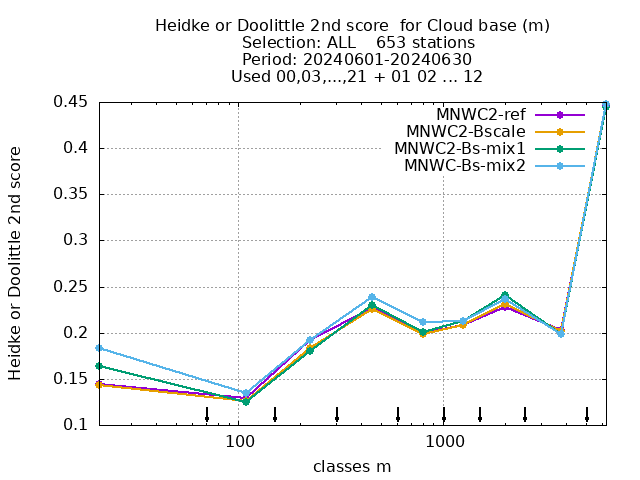 Heidke or Doolittle 2nd score  for Cloud base (m)
Selection: ALL    653 stations
Period: 20240601-20240630
Used 00,03,...,21 + 01 02 ... 12
MNWC2-ref
MNWC2-Bscale
MNWC2-Bs-mix1
MNWC-Bs-mix2
Heidke or Doolittle 2nd score
0.45
0.4
0.35
0.3
0.25
0.2
0.15
0.1
100
1000
classes m